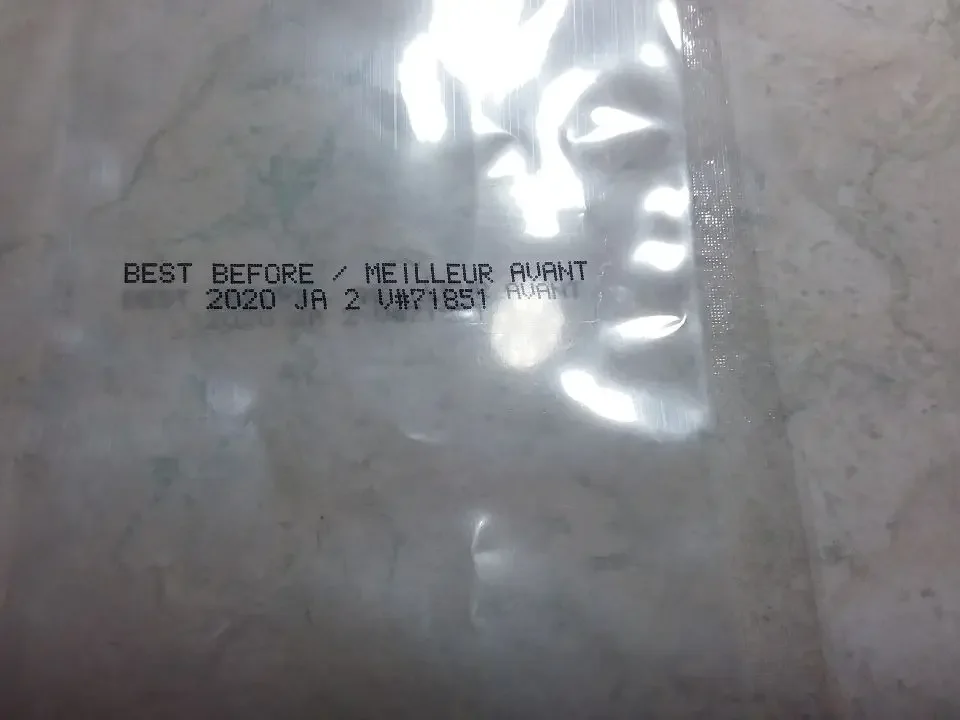 BEST BEFORE / MEILLEUR AVANT
2020 JA 2 V#71851